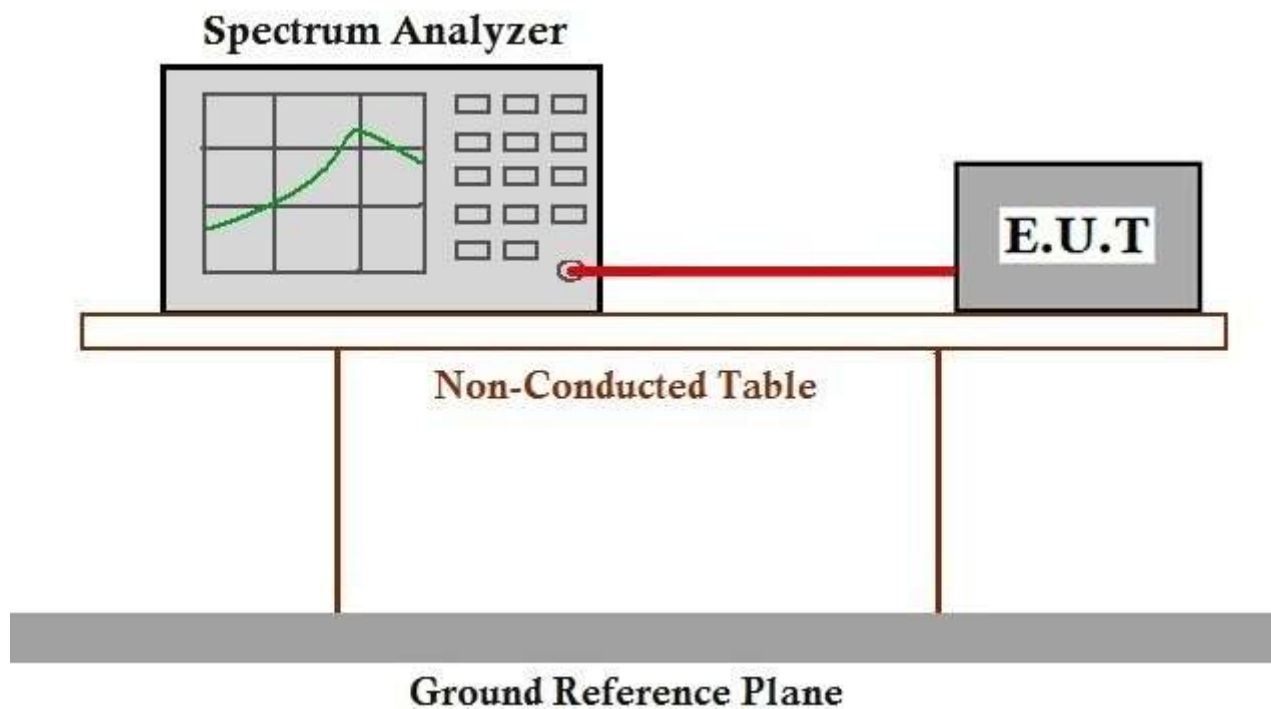 Spectrum Analyzer
E.U.T
Non-Conducted Table
Ground Reference Plane